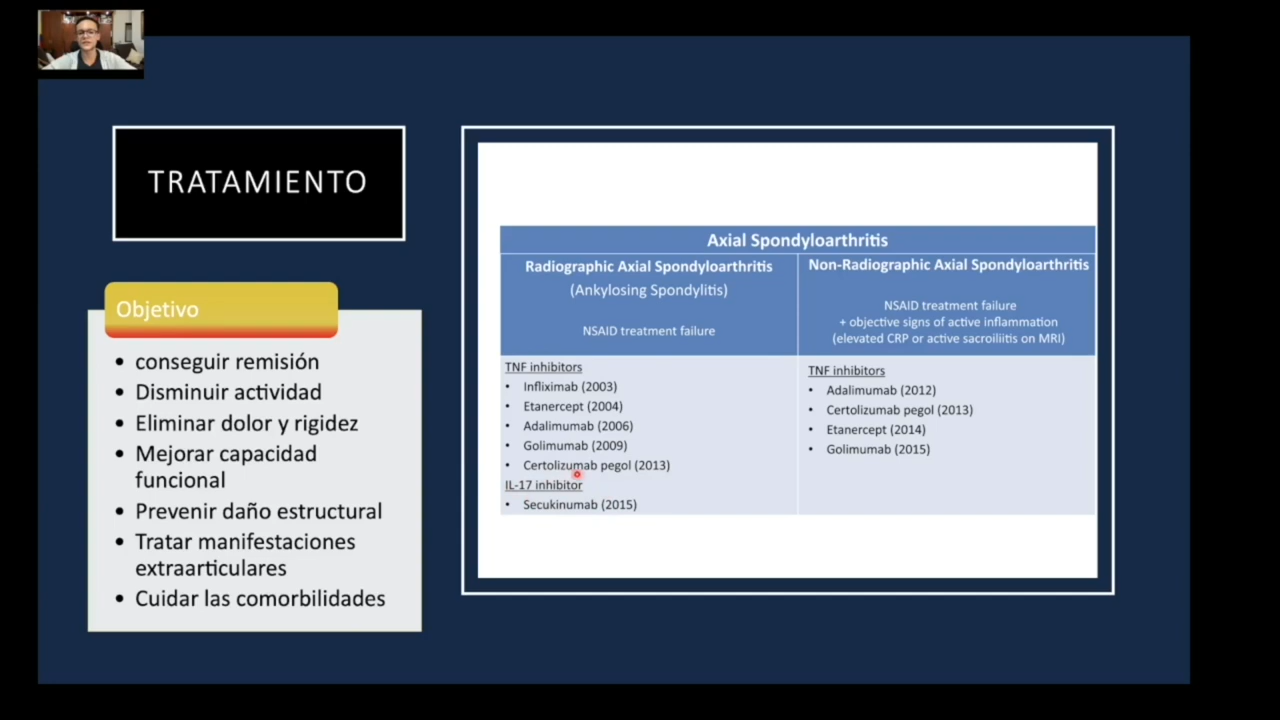 TRATAMIENTO
Objetivo
• conseguir remisión
• Disminuir actividad
• Eliminar dolor y rigidez
• Mejorar capacidad
funcional
• Prevenir daño estructural
• Tratar manifestaciones
extraarticulares
• Cuidar las comorbilidades
Axial Spondyloarthritis
Radiographic Axial Spondyloarthritis
(Ankylosing Spondylitis)
NSAID treatment failure
Non-Radiographic Axial Spondyloarthritis
NSAID treatment failure
+ objective signs of active inflammation
(elevated CRP or active sacroiliitis on MRI)
TNF inhibitors
• Infliximab (2003)
• Etanercept (2004)
• Adalimumab (2006)
• Golimumab (2009)
• Certolizumab pegol (2013)
IL-17 inhibitor
• Secukinumab (2015)
TNF inhibitors
• Adalimumab (2012)
• Certolizumab pegol (2013)
• Etanercept (2014)
• Golimumab (2015)